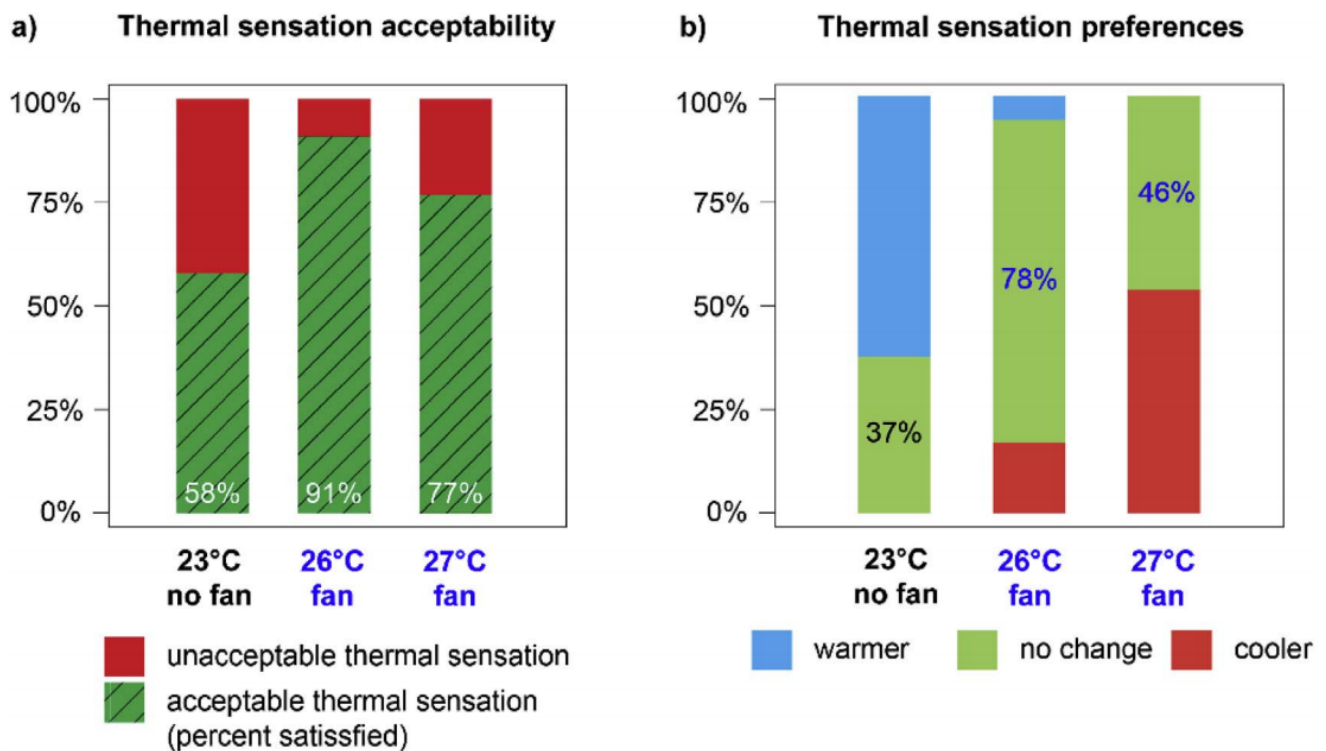 a) Thermal sensation acceptability
100%
75%
50%
25%
0%
58% 91% 77%
23°C 26°C 27°C
no fan fan fan
unacceptable thermal sensation
acceptable thermal sensation
(percent satissfied)
b) Thermal sensation preferences
100%
75%
50%
25%
0%
46%
78%
37%
23°C 26°C 27°C
no fan fan fan
warmer no change cooler